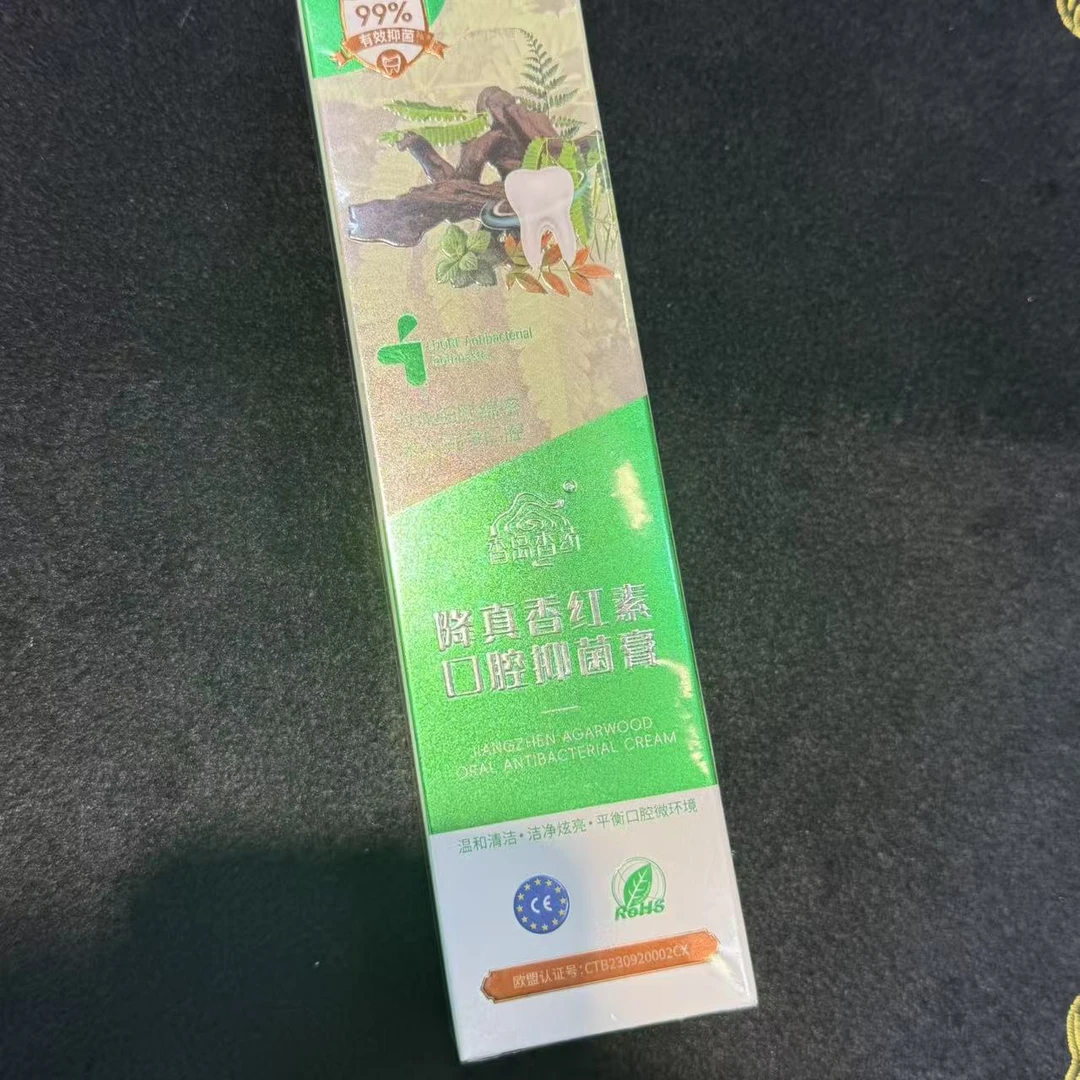 99%
有效抑菌
Antibacterial
降真香红素
口腔抑菌膏
JIANGZHEN AGARWOOD
ORAL ANTIBACTERIAL CREAM
温和清洁·洁净炫亮·平衡口腔微环境
CE
RoHS
欧盟认证号:CTB230920002CX